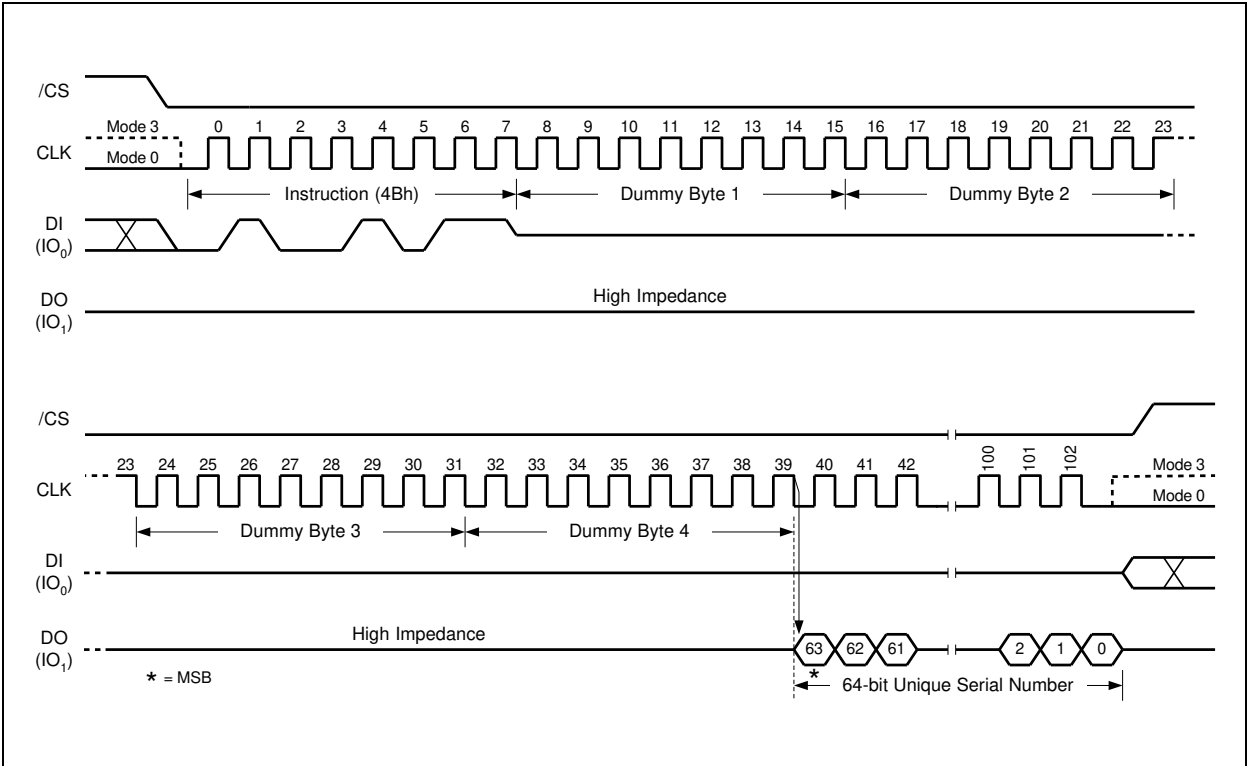 /CS
Mode 3
0 1 2 3 4 5 6 7 8 9 10 11 12 13 14 15 16 17 18 19 20 21 22 23
CLK
Mode 0
Instruction (4Bh)
Dummy Byte 1
Dummy Byte 2
DI
(IO0)
High Impedance
DO
(IO1)
/CS
23 24 25 26 27 28 29 30 31 32 33 34 35 36 37 38 39 40 41 42 100 101 102
Mode 3
CLK
Mode 0
Dummy Byte 3
Dummy Byte 4
DI
(IO0)
High Impedance
DO
(IO1)
63 62 61 2 1 0
* = MSB
*
64-bit Unique Serial Number